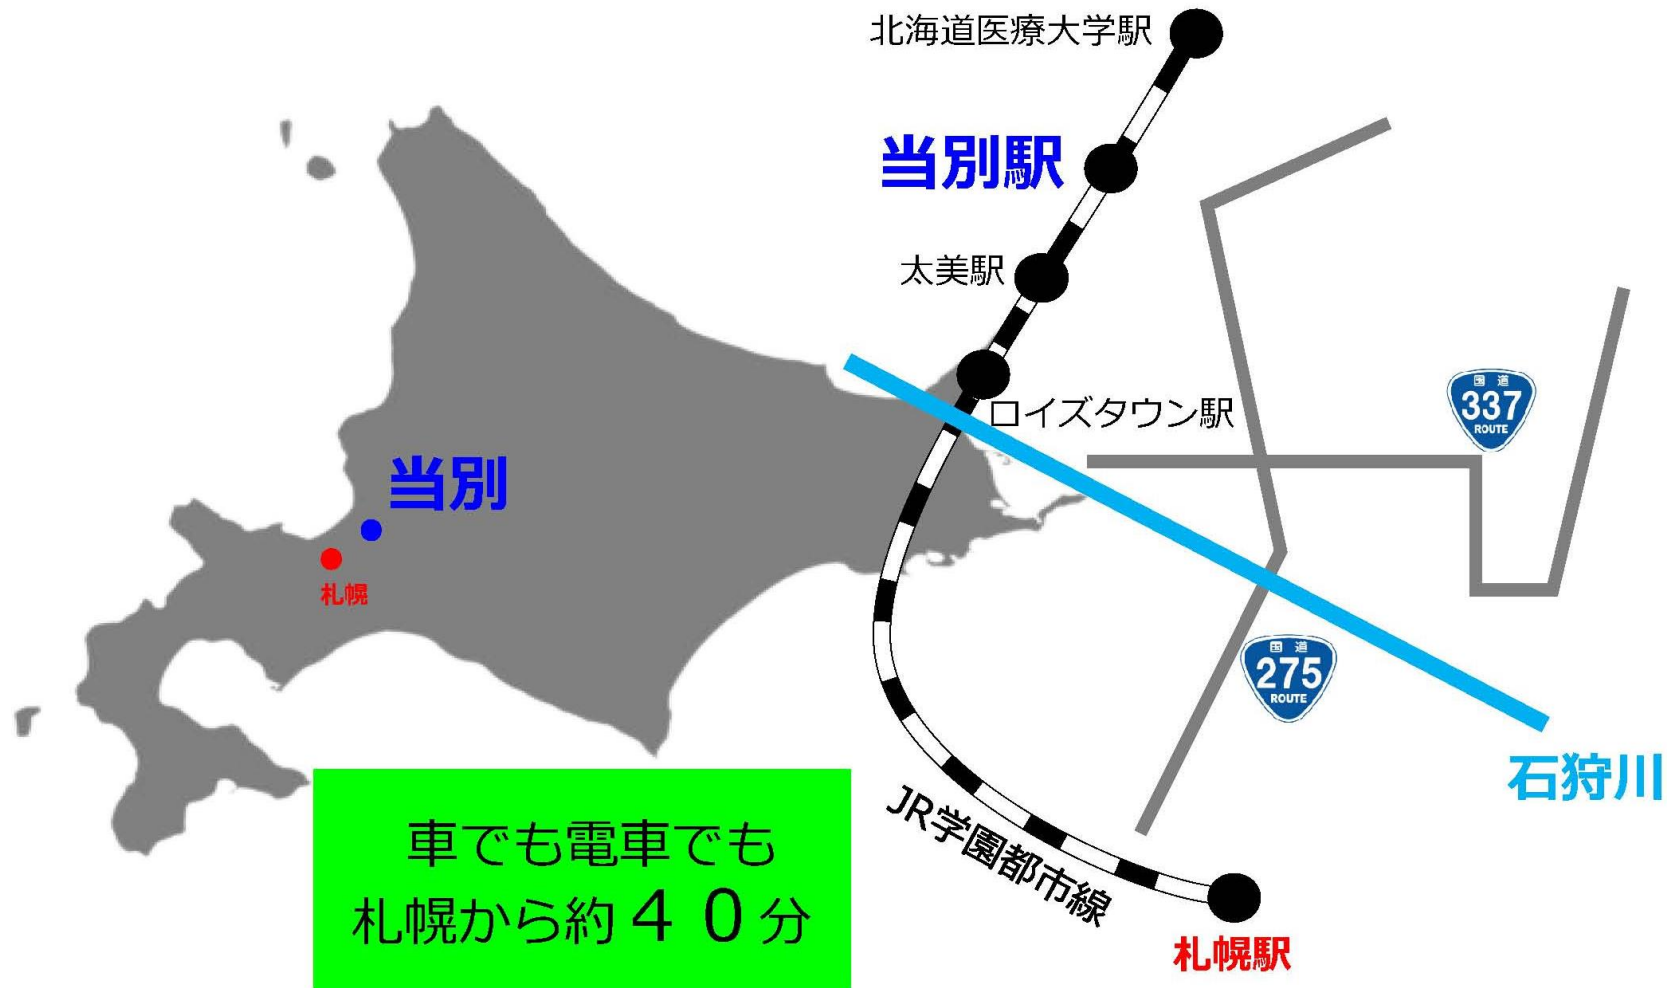 北海道医療大学駅
当別駅
太美駅
ロイズタウン駅
国道
337
ROUTE
当別
札幌
国道
275
ROUTE
石狩川
JR学園都市線
札幌駅
車でも電車でも
札幌から約４０分